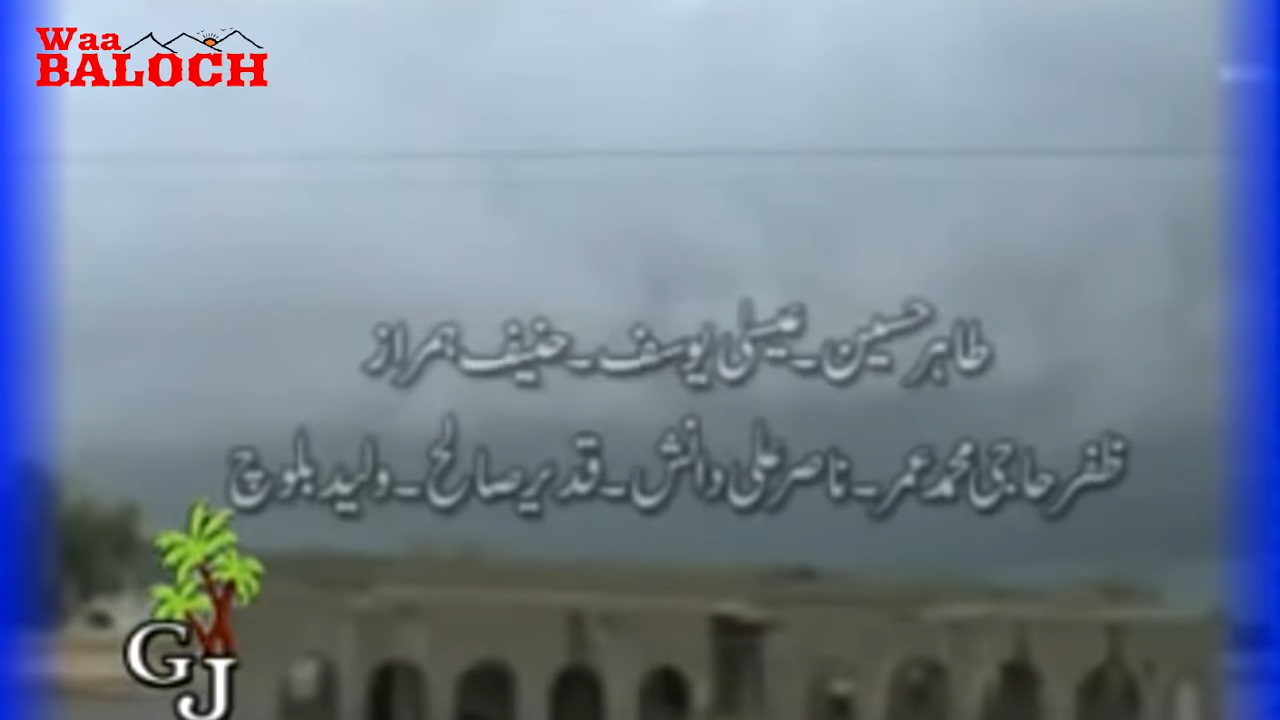 Waa
BALOCH
طاہر حسین۔ عیسٰی یوسف۔ حنیف ہمراز
ظفر حاجی محمد عمر۔ ناصر علی دانش۔ قدیر صالح۔ ولید بلوچ
GJ